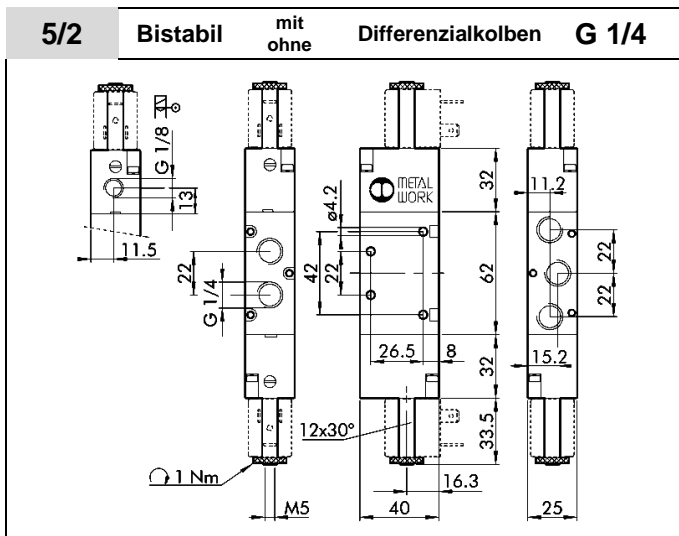 5/2
Bistabil
mit
ohne
Differenzialkolben
G 1/4
G 1/8
13
11.5
22
G 1/4
1 Nm
M5
METAL
WORK
ø4.2
42
22
26.5
8
12x30°
16.3
40
32
62
32
33.5
11.2
22
22
15.2
25